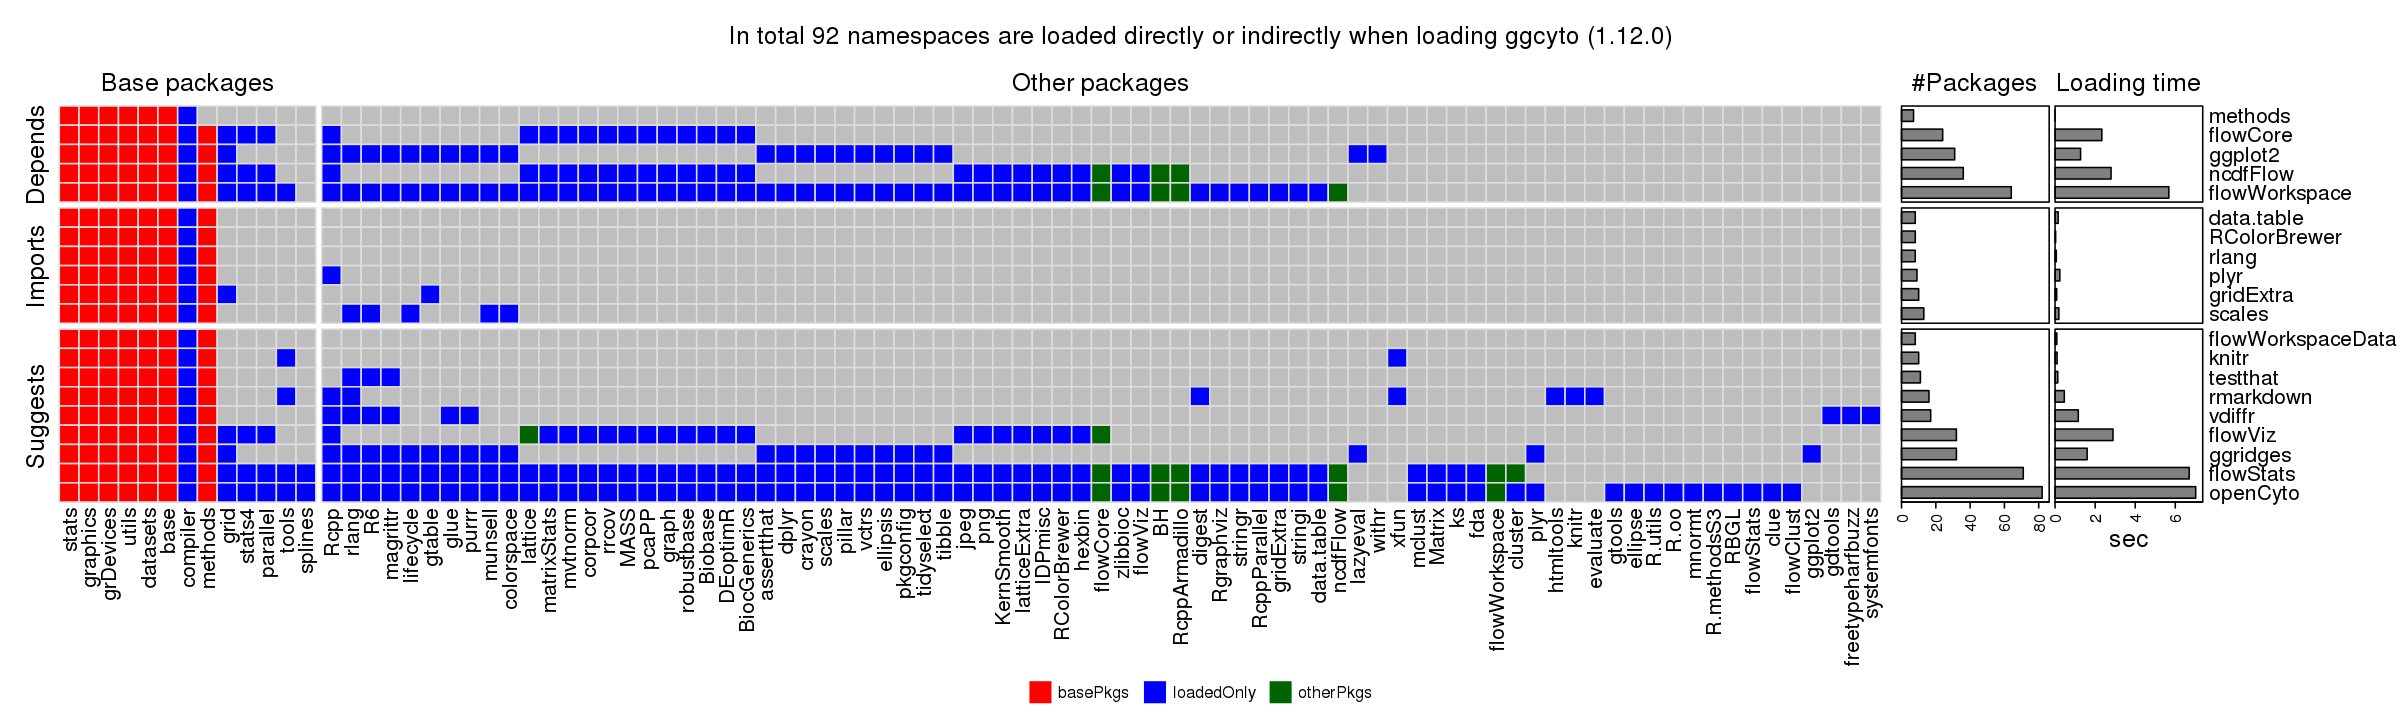 In total 92 namespaces are loaded directly or indirectly when loading ggcyto (1.12.0)
Base packages
Other packages
#Packages
Loading time
Depends
methods
flowCore
ggplot2
ncdfFlow
flowWorkspace
Imports
data.table
RColorBrewer
rlang
plyr
gridExtra
scales
Suggests
flowWorkspaceData
knitr
testthat
rmarkdown
vdiffr
flowViz
ggridges
flowStats
openCyto
stats
graphics
grDevices
utils
datasets
base
compiler
methods
grid
stats4
parallel
tools
splines
Rcpp
rlang
R6
magrittr
lifecycle
gtable
glue
purrr
munsell
colorspace
lattice
matrixStats
mvtnorm
corpcor
rrcov
MASS
pcaPP
graph
robustbase
Biobase
DEoptimR
BiocGenerics
assertthat
dplyr
crayon
scales
pillar
vctrs
ellipsis
pkgconfig
tidyselect
tibble
jpeg
png
KernSmooth
latticeExtra
IDPmisc
RColorBrewer
hexbin
flowCore
zlibbioc
flowViz
BH
RcppArmadillo
digest
Rgraphviz
stringr
RcppParallel
gridExtra
stringi
data.table
ncdfFlow
lazyeval
withr
xfun
mclust
Matrix
ks
fda
flowWorkspace
cluster
plyr
htmltools
knitr
evaluate
gtools
ellipse
R.utils
R.oo
mnormt
R.methodsS3
RBGL
flowStats
clue
flowClust
ggplot2
gdtools
freetypeharfbuzz
systemfonts
0
20
40
60
80
0
2
4
6
sec
basePkgs
loadedOnly
otherPkgs